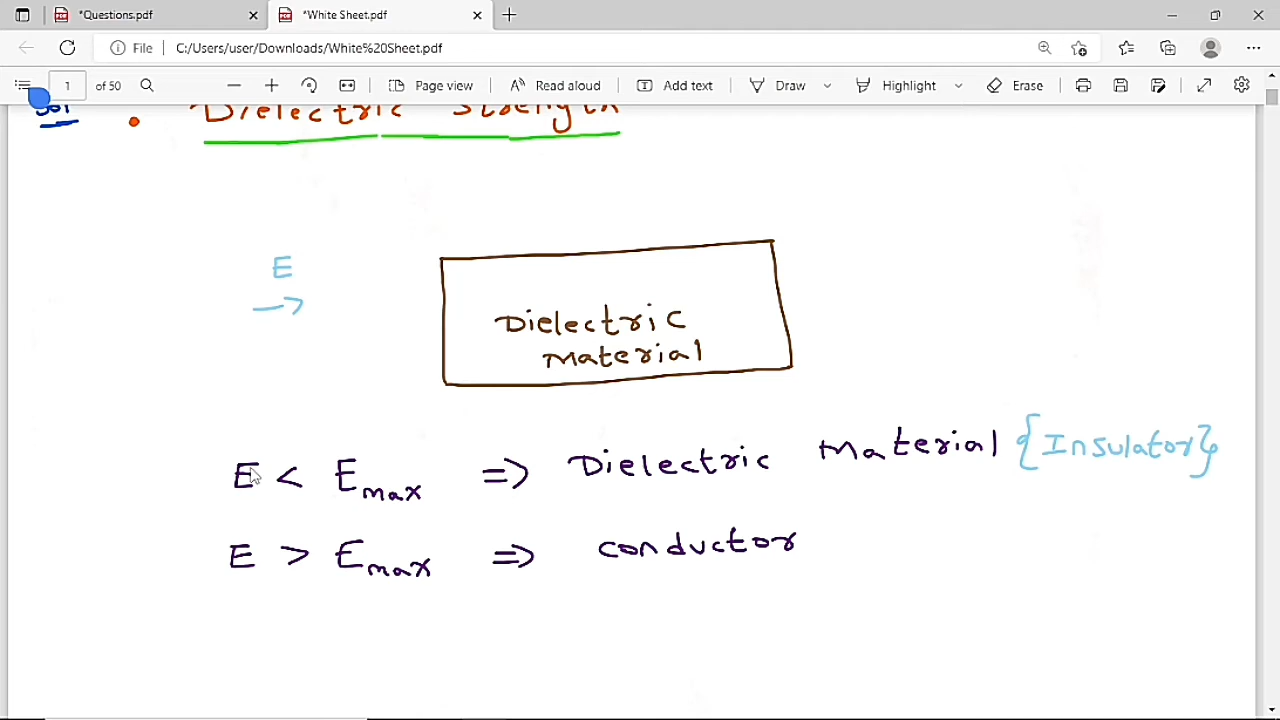 *Questions.pdf
*White Sheet.pdf
File
C:/Users/user/Downloads/White%20Sheet.pdf
1 of 50
Page view
Read aloud
Add text
Draw
Highlight
Erase
Sol
Dielectric Strength
E
Dielectric
Material
E < Emax => Dielectric Material {Insulator}
E > Emax => conductor